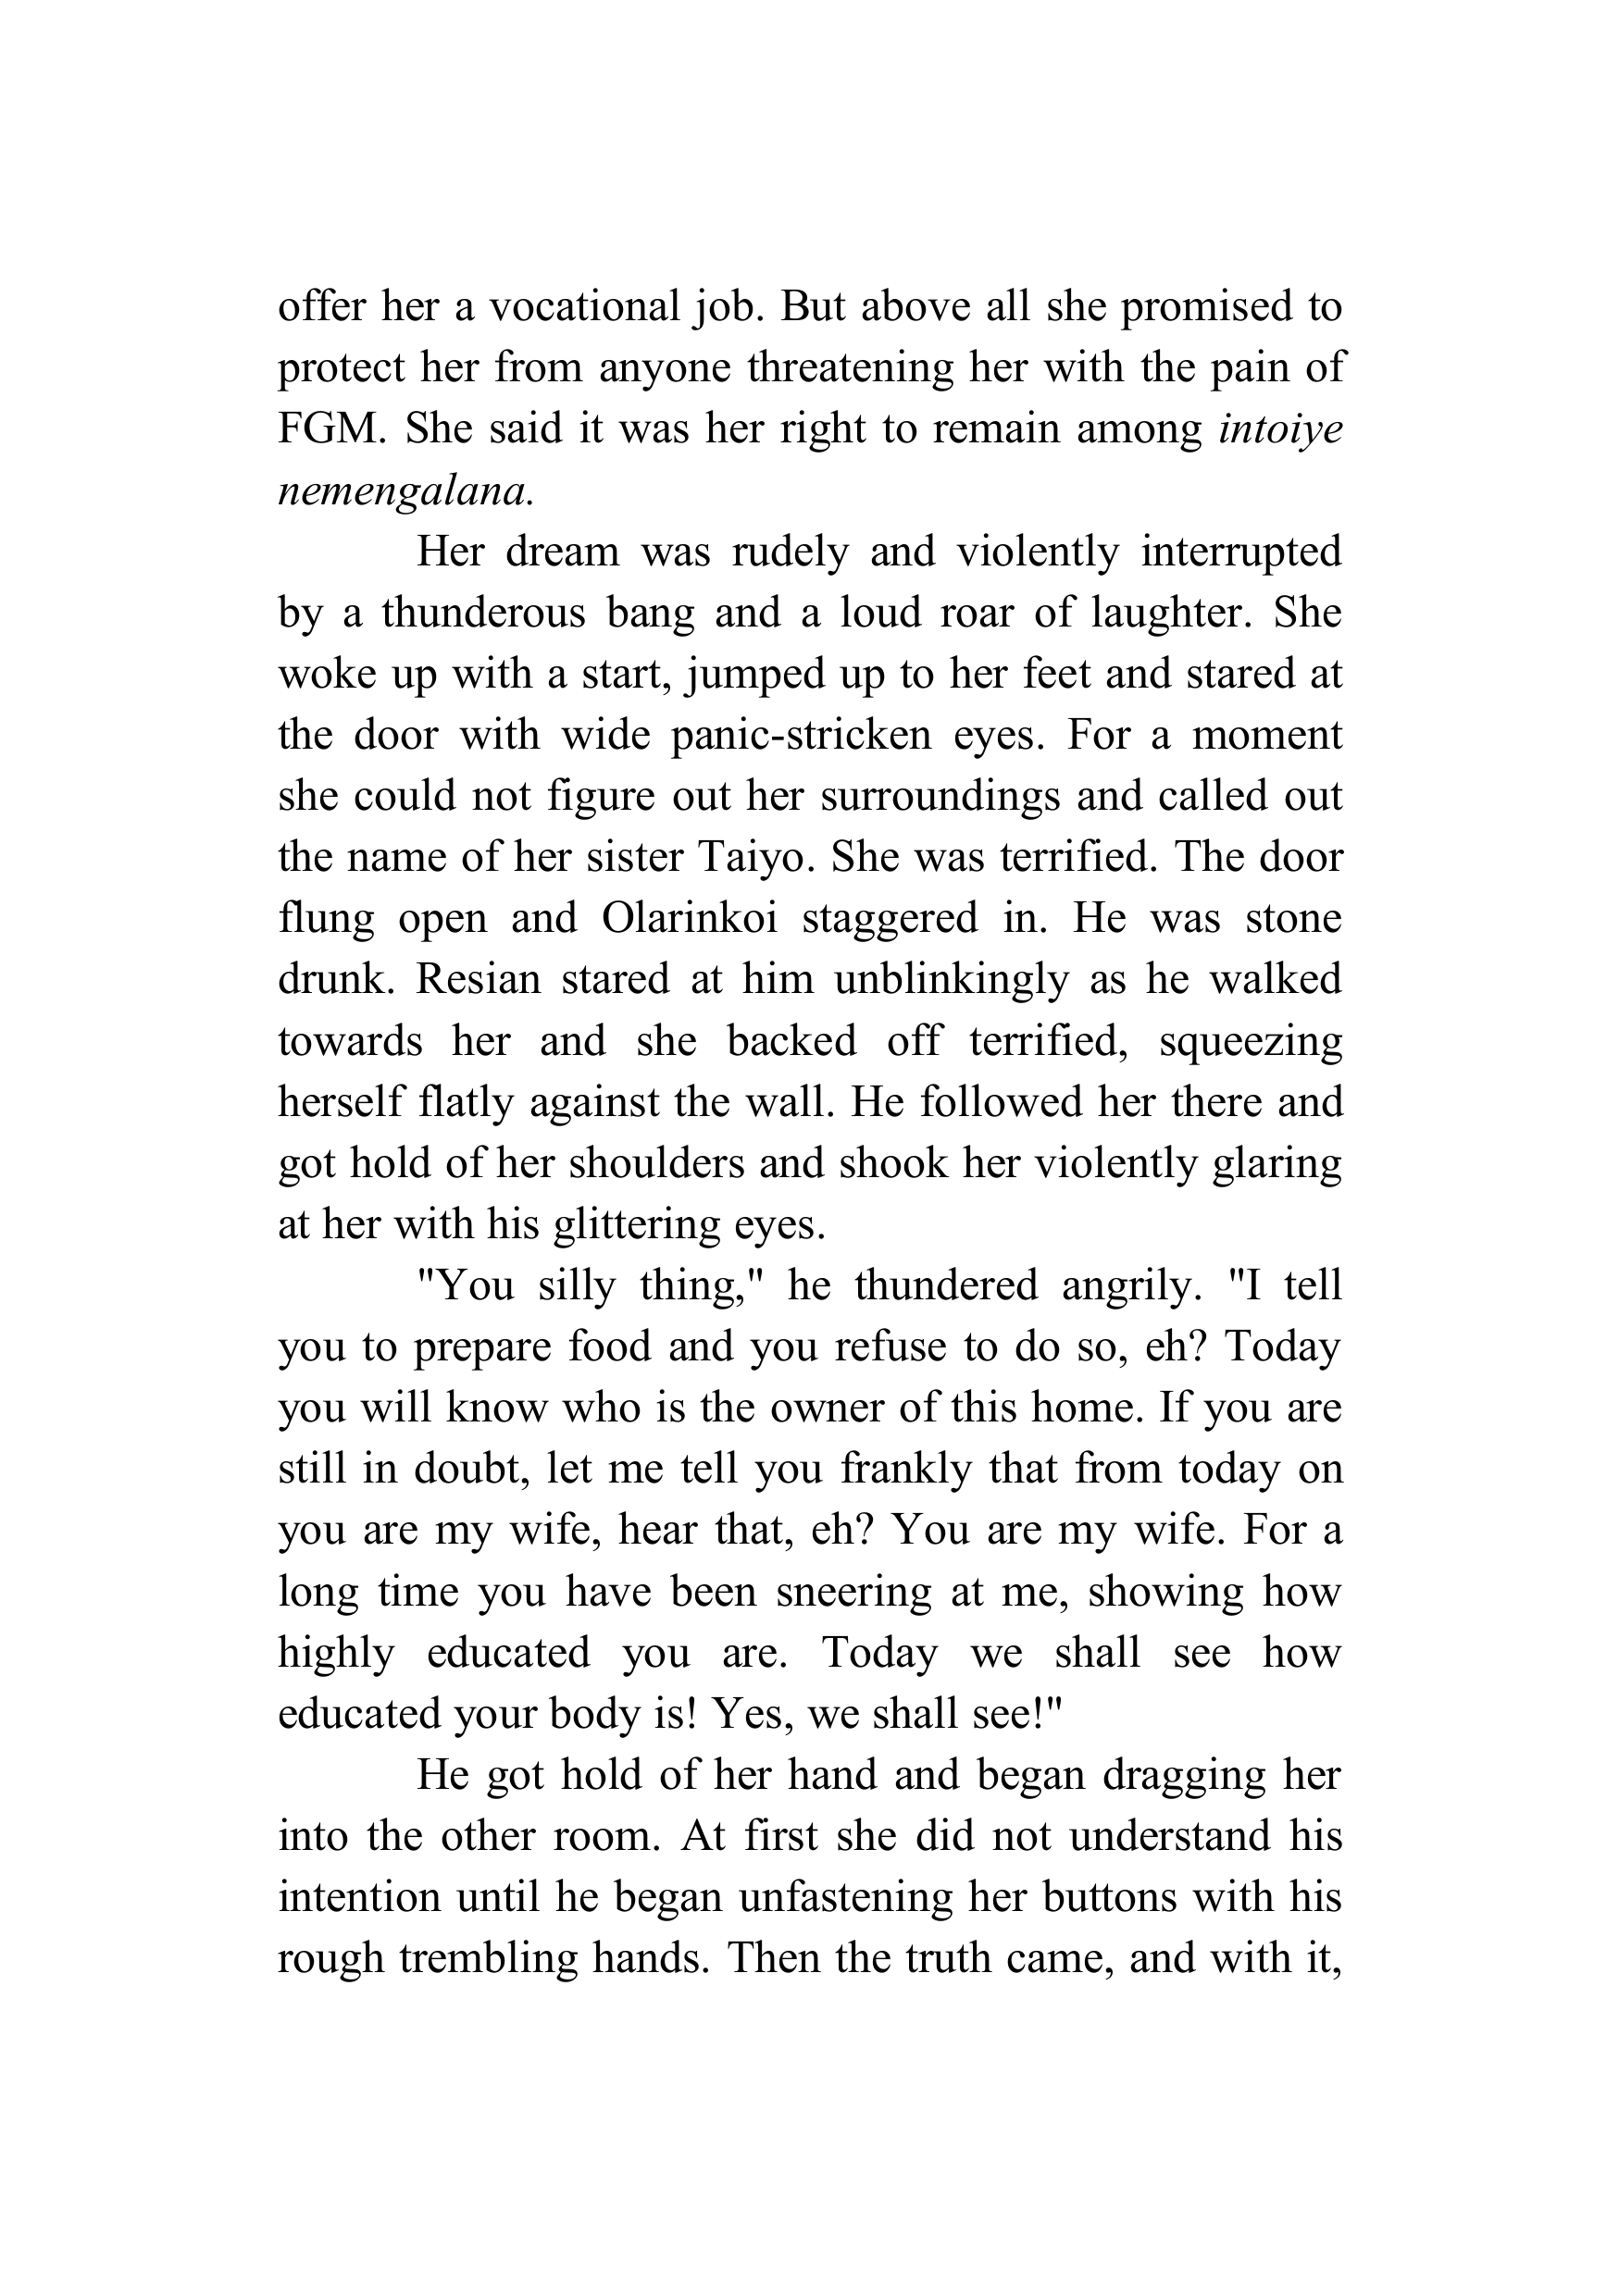 offer her a vocational job. But above all she promised to
protect her from anyone threatening her with the pain of
FGM. She said it was her right to remain among intoiye
nemengalana.
Her dream was rudely and violently interrupted
by a thunderous bang and a loud roar of laughter. She
woke up with a start, jumped up to her feet and stared at
the door with wide panic-stricken eyes. For a moment
she could not figure out her surroundings and called out
the name of her sister Taiyo. She was terrified. The door
flung open and Olarinkoi staggered in. He was stone
drunk. Resian stared at him unblinkingly as he walked
towards her and she backed off terrified, squeezing
herself flatly against the wall. He followed her there and
got hold of her shoulders and shook her violently glaring
at her with his glittering eyes.
"You silly thing," he thundered angrily. "I tell
you to prepare food and you refuse to do so, eh? Today
you will know who is the owner of this home. If you are
still in doubt, let me tell you frankly that from today on
you are my wife, hear that, eh? You are my wife. For a
long time you have been sneering at me, showing how
highly educated you are. Today we shall see how
educated your body is! Yes, we shall see!"
He got hold of her hand and began dragging her
into the other room. At first she did not understand his
intention until he began unfastening her buttons with his
rough trembling hands. Then the truth came, and with it,